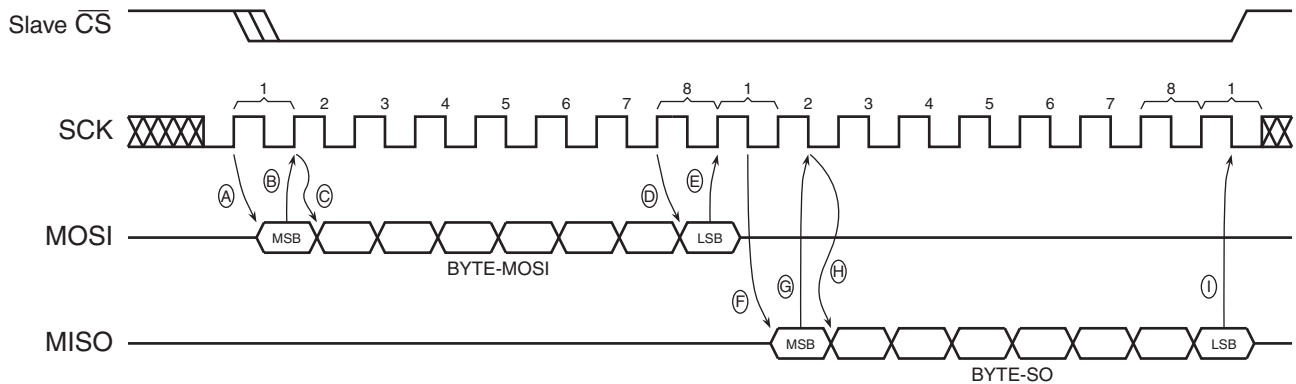 Slave CS
1 2 3 4 5 6 7 8 1 2 3 4 5 6 7 8 1
SCK
A B C D E
MOSI MSB LSB
BYTE-MOSI
F G H I
MISO MSB LSB
BYTE-SO